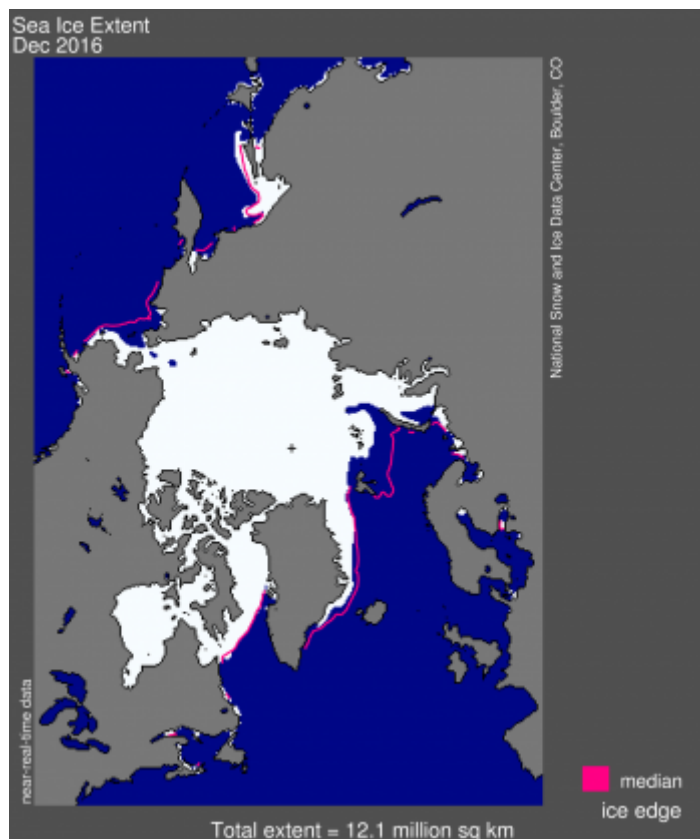 Sea Ice Extent
Dec 2016
National Snow and Ice Data Center, Boulder, CO
near-real-time data
median
ice edge
Total extent = 12.1 million sq km